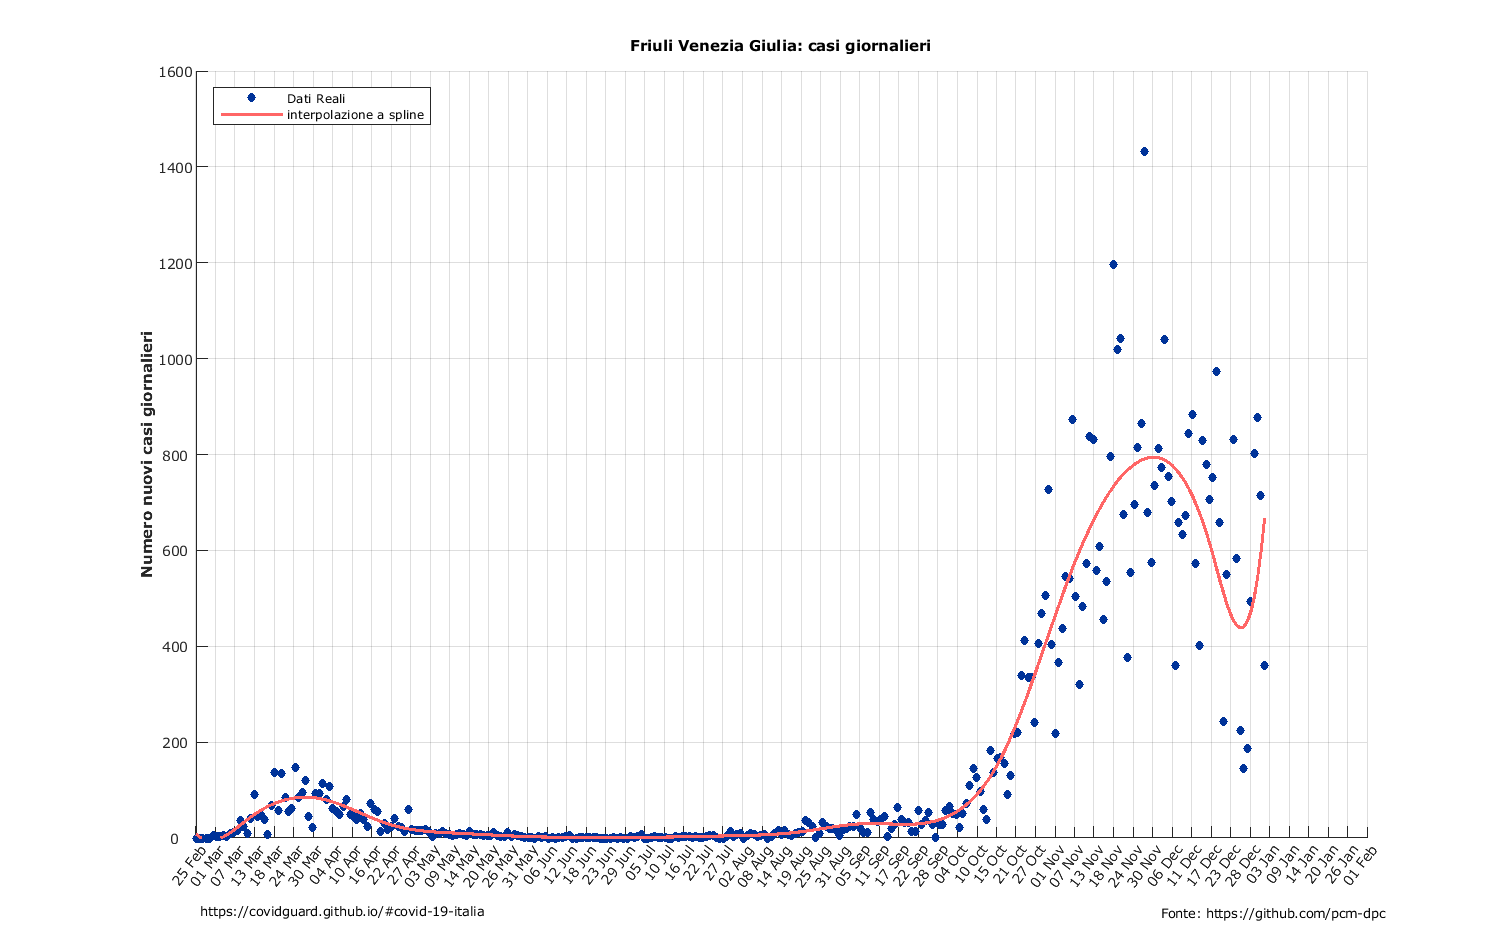 Friuli Venezia Giulia: casi giornalieri
Dati Reali
interpolazione a spline
Numero nuovi casi giornalieri
1600
1400
1200
1000
800
600
400
200
0
25 Feb
01 Mar
07 Mar
13 Mar
18 Mar
24 Mar
30 Mar
04 Apr
10 Apr
16 Apr
22 Apr
27 Apr
03 May
09 May
14 May
20 May
26 May
31 May
06 Jun
12 Jun
18 Jun
23 Jun
29 Jun
05 Jul
10 Jul
16 Jul
22 Jul
27 Jul
02 Aug
08 Aug
14 Aug
19 Aug
25 Aug
31 Aug
05 Sep
11 Sep
17 Sep
22 Sep
28 Sep
04 Oct
10 Oct
15 Oct
21 Oct
27 Oct
01 Nov
07 Nov
13 Nov
18 Nov
24 Nov
30 Nov
06 Dec
11 Dec
17 Dec
23 Dec
28 Dec
03 Jan
09 Jan
14 Jan
20 Jan
26 Jan
01 Feb
https://covidguard.github.io/#covid-19-italia
Fonte: https://github.com/pcm-dpc